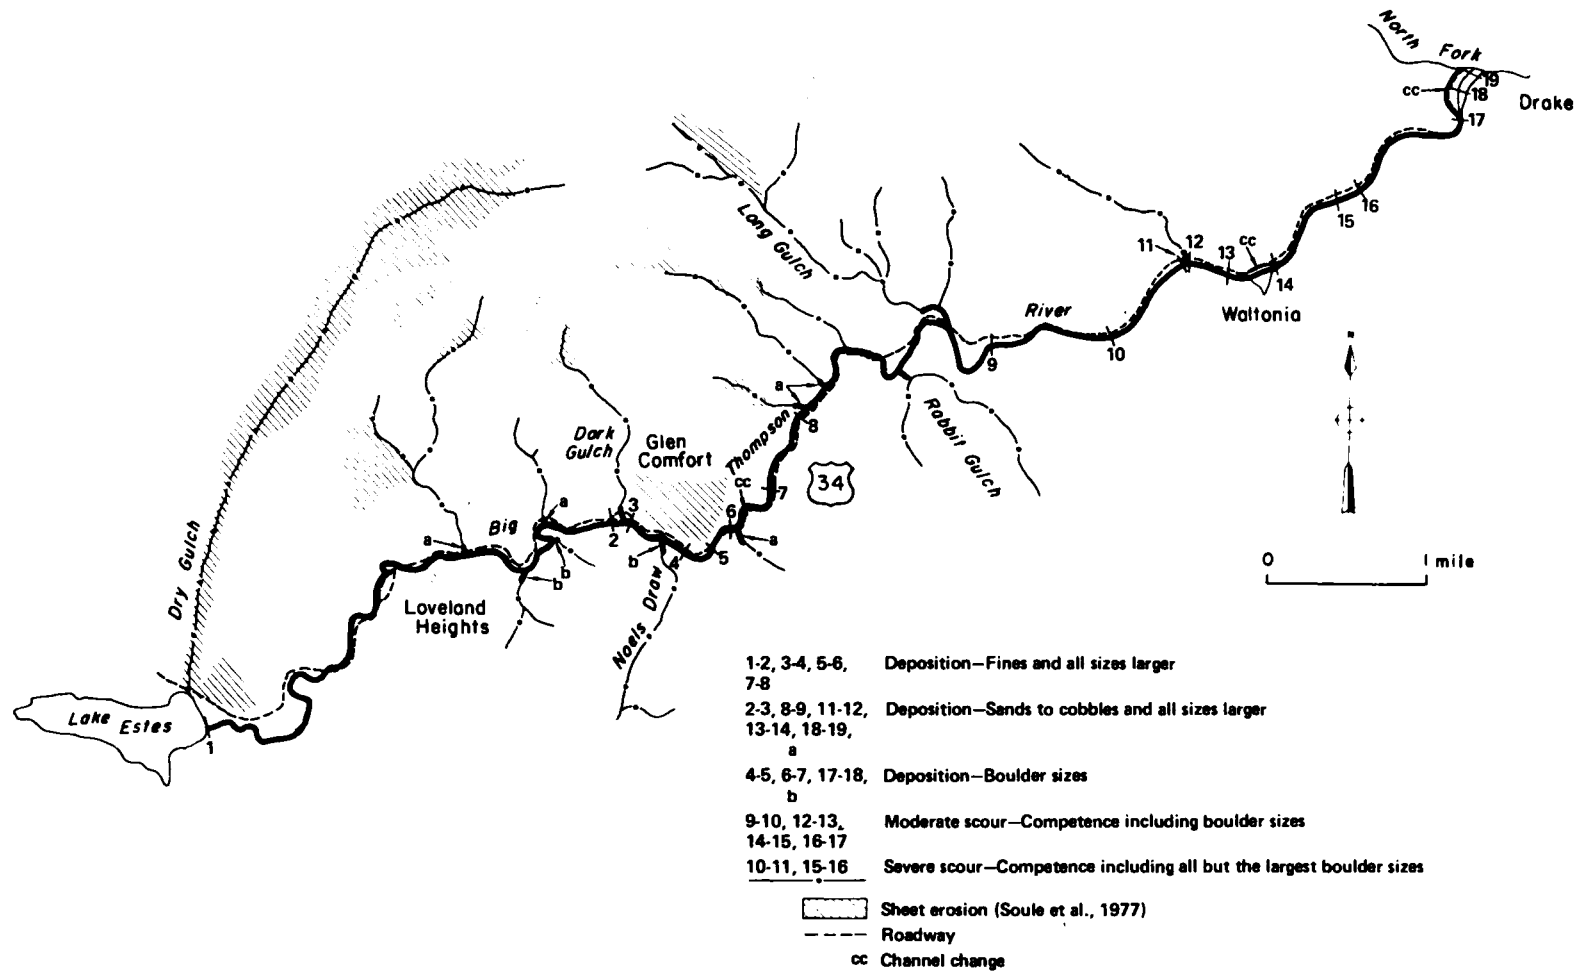 North
Fork
19
cc
18
Drake
17
16
15
Long Gulch
12
11
13
cc
14
Waltonia
River
10
9
a
8
Rabbit Gulch
Thompson
Dark
Gulch
Glen
Comfort
34
cc
7
6
a
5
4
3
2
a
Big
b
b
b
a
Noels Draw
Dry Gulch
Loveland
Heights
Lake Estes
1
0 1 mile
1-2, 3-4, 5-6, Deposition—Fines and all sizes larger
7-8
2-3, 8-9, 11-12, Deposition—Sands to cobbles and all sizes larger
13-14, 18-19,
a
4-5, 6-7, 17-18, Deposition—Boulder sizes
b
9-10, 12-13, Moderate scour—Competence including boulder sizes
14-15, 16-17
10-11, 15-16 Severe scour—Competence including all but the largest boulder sizes
Sheet erosion (Soule et al., 1977)
Roadway
cc Channel change